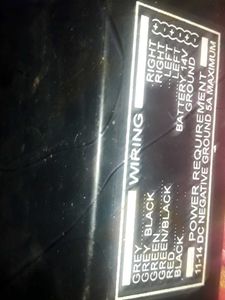 WIRING
GREY............RIGHT
GREY BLACK......RIGHT
GREEN............LEFT
GREEN/BLACK......LEFT
RED......BATTERY 14V
BLACK............GROUND
POWER REQUIREMENT
11-14 DC NEGATIVE GROUND 5A MAXIMUM